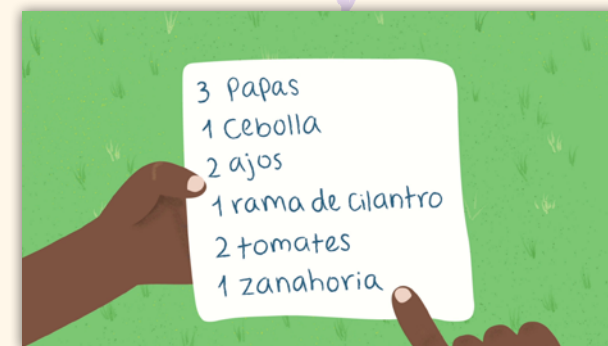 3 Papas
1 Cebolla
2 ajos
1 rama de cilantro
2 tomates
1 zanahoria